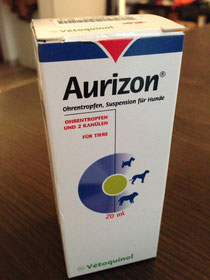 Aurizon®
Ohrentropfen, Suspension für Hunde
OHRENTROPFEN
UND 2 KANÜLEN
FÜR TIERE
20 mL
Vétoquinol